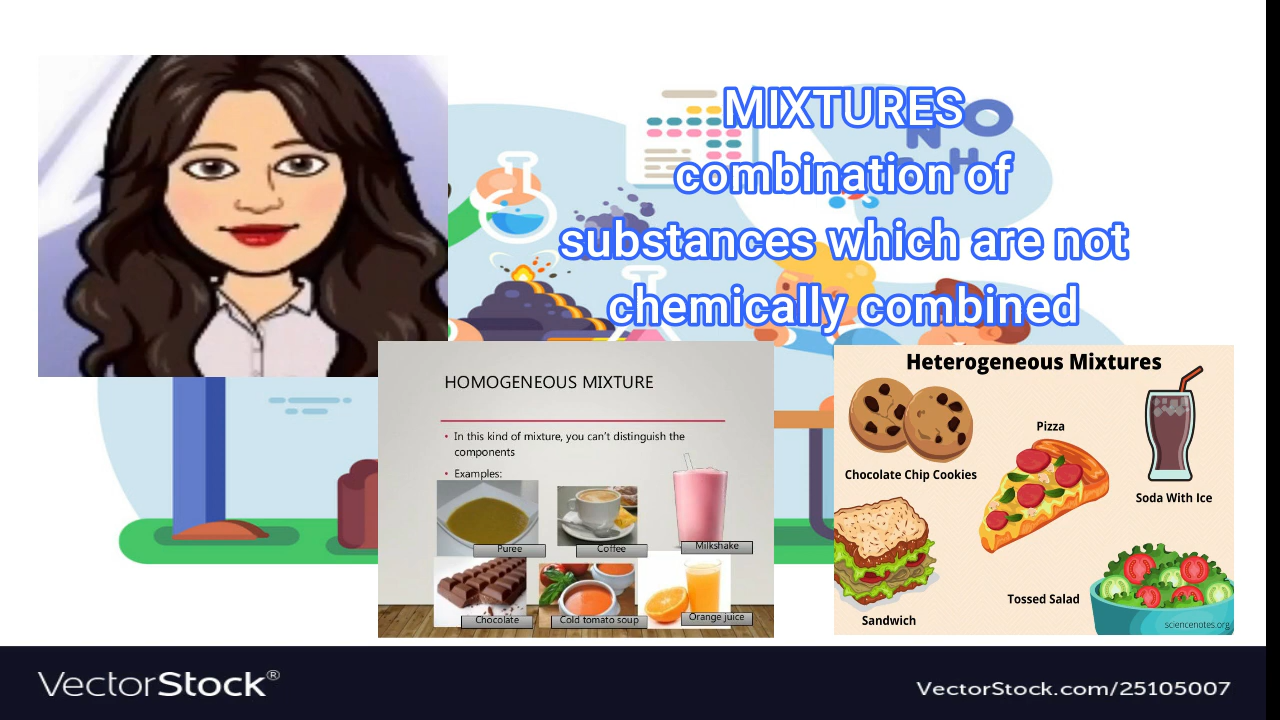 MIXTURES
combination of
substances which are not
chemically combined
N O
H
HOMOGENEOUS MIXTURE
• In this kind of mixture, you can't distinguish the
components
• Examples:
Puree
Coffee
Milkshake
Chocolate
Cold tomato soup
Orange juice
Heterogeneous Mixtures
Pizza
Chocolate Chip Cookies
Soda With Ice
Tossed Salad
Sandwich
sciencenotes.org
VectorStock®
VectorStock.com/25105007